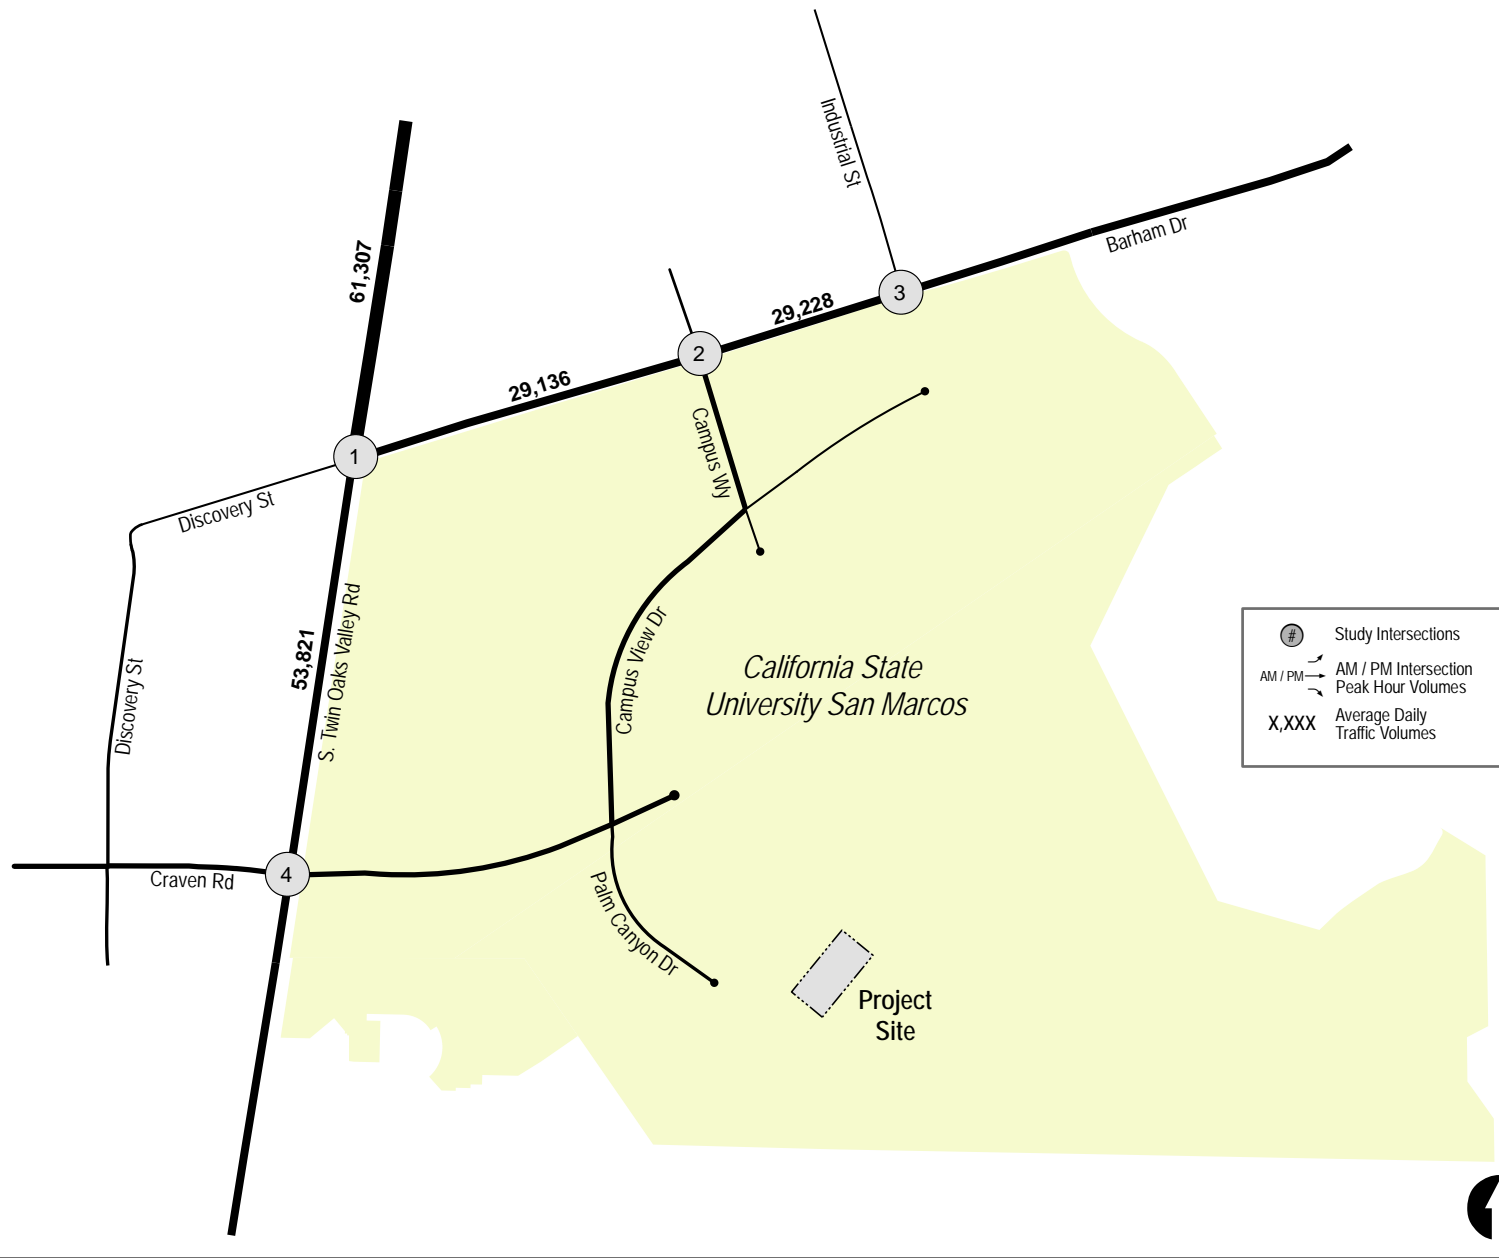 Industrial St
Barham Dr
61,307
3
29,228
2
29,136
Campus Wy
1
Discovery St
S. Twin Oaks Valley Rd
53,821
Discovery St
Campus View Dr
California State
University San Marcos
# Study Intersections
AM / PM AM / PM Intersection
Peak Hour Volumes
X,XXX Average Daily
Traffic Volumes
4
Craven Rd
Palm Canyon Dr
Project
Site